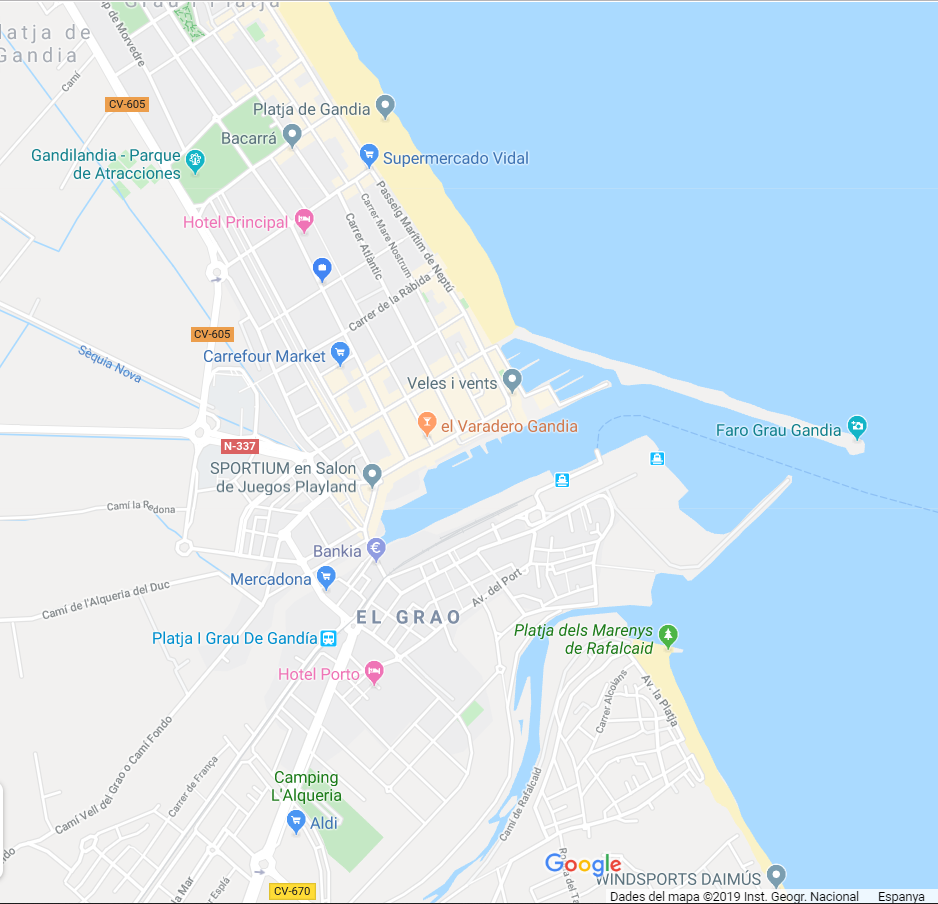 Grau i Platja
latja de
Gandia
p de Morvedre
Camí
CV-605
Platja de Gandia
Bacarrá
Gandilandia - Parque
de Atracciones
Supermercado Vidal
Hotel Principal
Passeig Marítim de Neptú
Carrer Mare Nostrum
Carrer Atlàntic
Carrer de la Ràbida
CV-605
Carrefour Market
Sèquia Nova
Veles i vents
el Varadero Gandia
Faro Grau Gandia
N-337
SPORTIUM en Salon
de Juegos Playland
Camí la Redona
Bankia
Mercadona
Camí de l'Alqueria del Duc
Av. del Port
EL GRAO
Platja I Grau De Gandía
Platja dels Marenys
de Rafalcaid
Hotel Porto
Av. la Platja
Carrer Alcoians
Camí Vell del Grao o Camí Fondo
Carrer de França
Camping
L'Alqueria
Aldi
Camí de Rafalcaid
la Mar
Esplá
CV-670
Google
WINDSPORTS DAIMÚS
Dades del mapa ©2019 Inst. Geogr. Nacional Espanya